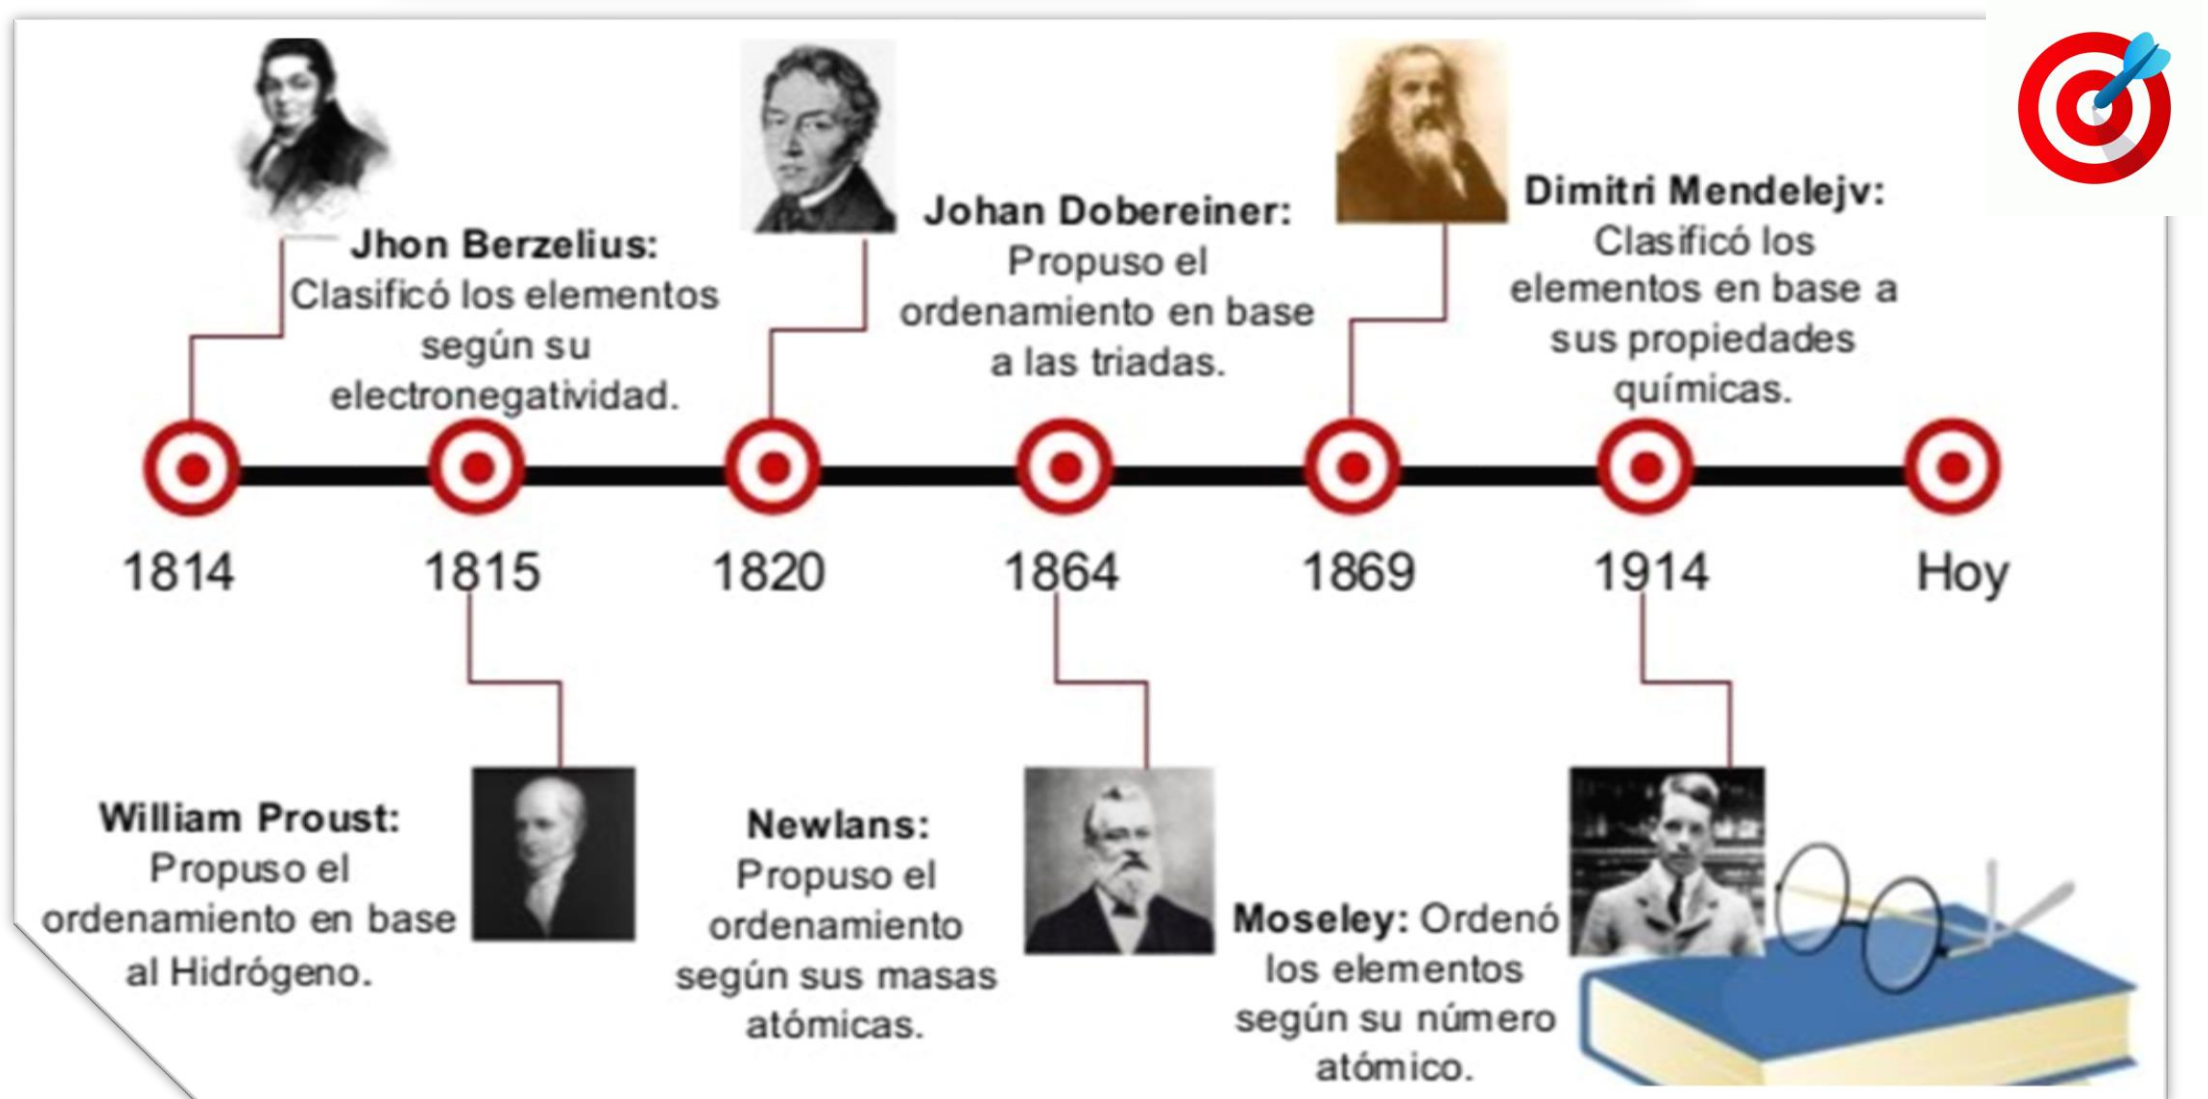 Jhon Berzelius:
Clasificó los elementos
según su
electronegatividad.
Johan Dobereiner:
Propuso el
ordenamiento en base
a las triadas.
Dimitri Mendelejv:
Clasificó los
elementos en base a
sus propiedades
químicas.
1814
1815
1820
1864
1869
1914
Hoy
William Proust:
Propuso el
ordenamiento en base
al Hidrógeno.
Newlans:
Propuso el
ordenamiento
según sus masas
atómicas.
Moseley: Ordenó
los elementos
según su número
atómico.